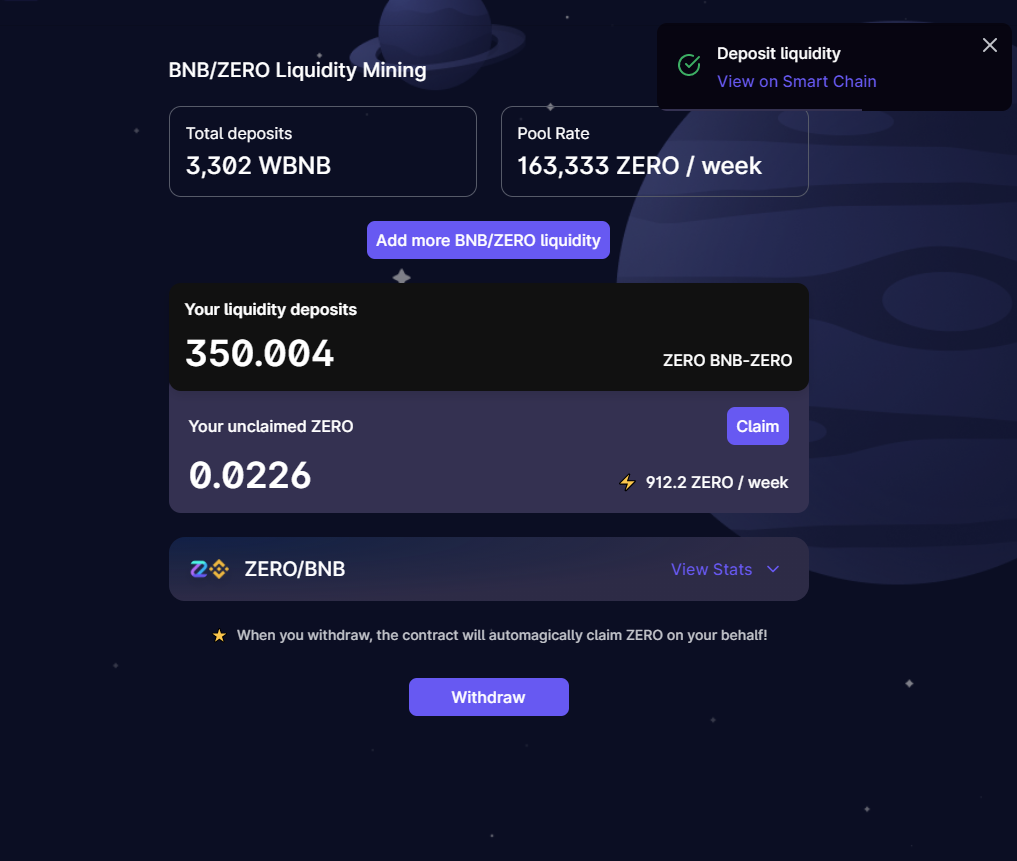 BNB/ZERO Liquidity Mining
Deposit liquidity
View on Smart Chain
Total deposits
3,302 WBNB
Pool Rate
163,333 ZERO / week
Add more BNB/ZERO liquidity
Your liquidity deposits
350.004
ZERO BNB-ZERO
Your unclaimed ZERO
Claim
0.0226
912.2 ZERO / week
ZERO/BNB
View Stats
When you withdraw, the contract will automagically claim ZERO on your behalf!
Withdraw